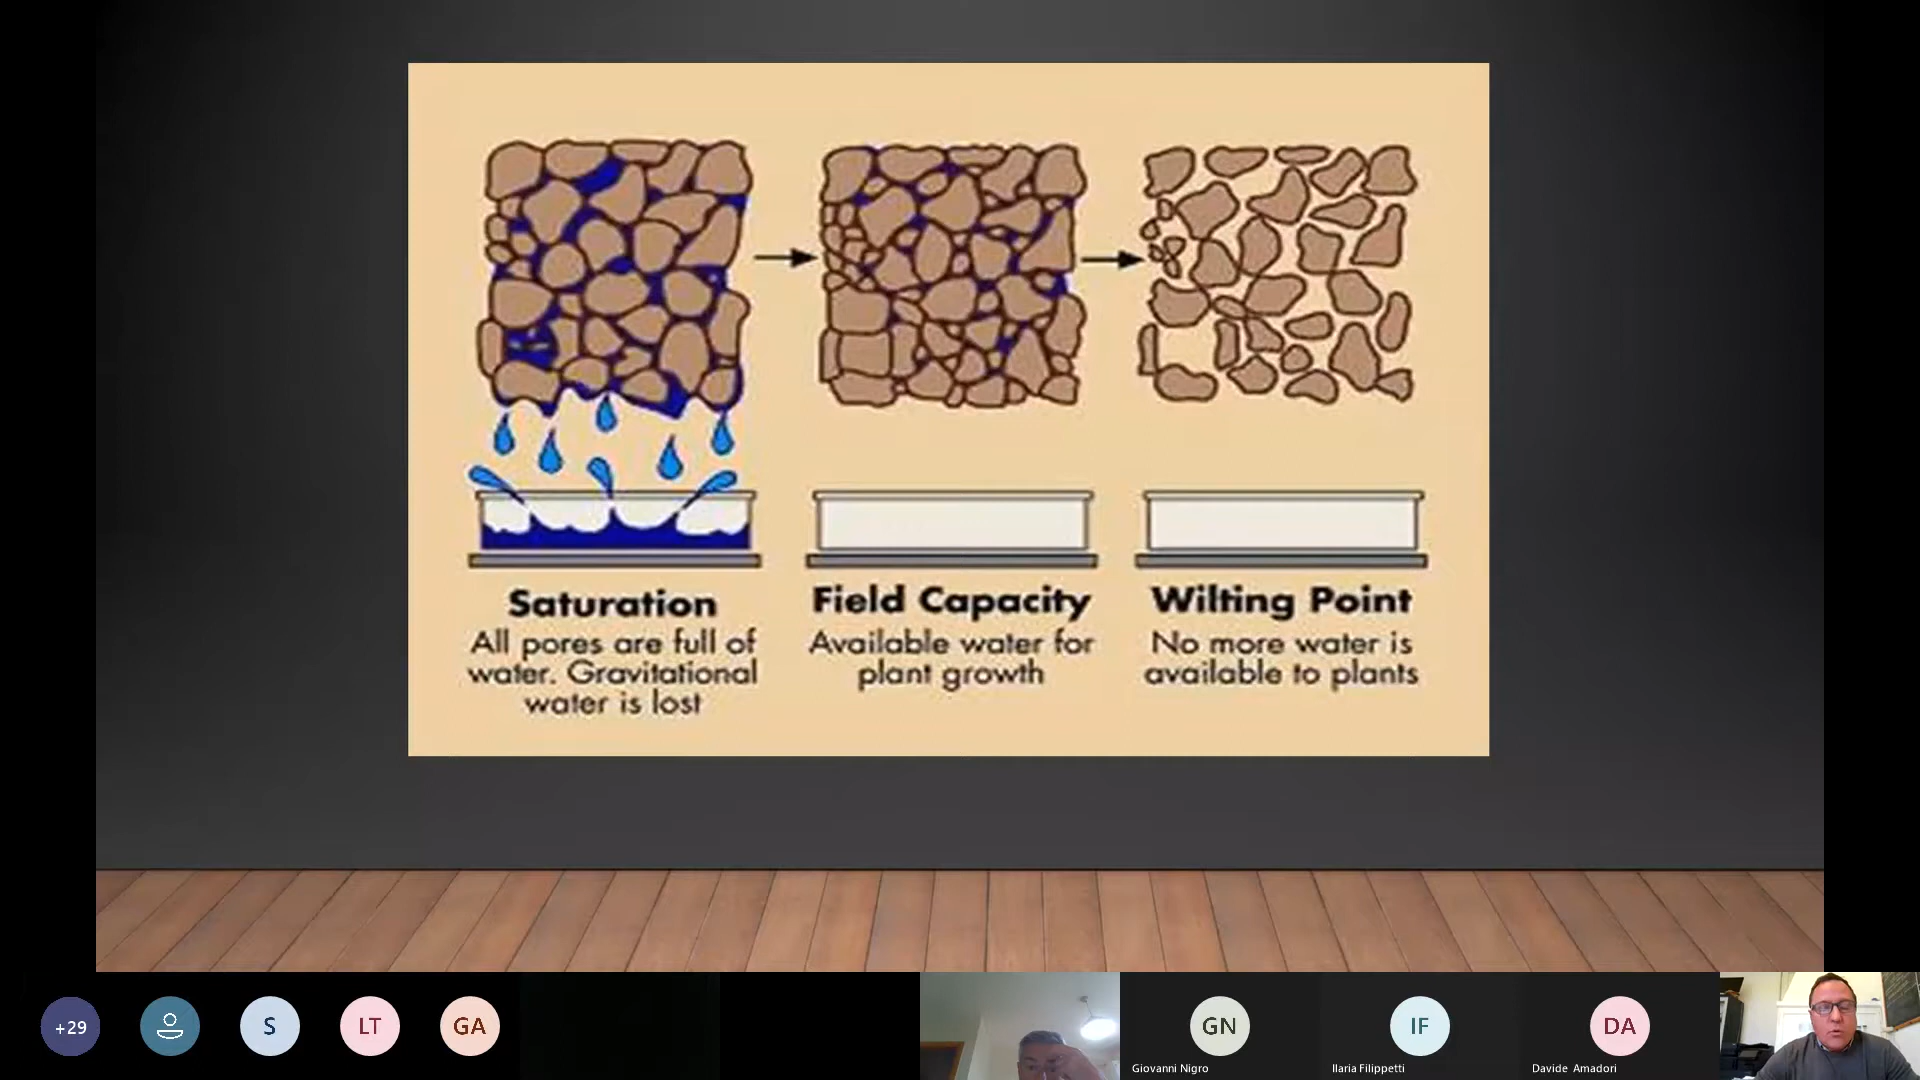 Saturation
All pores are full of
water. Gravitational
water is lost
Field Capacity
Available water for
plant growth
Wilting Point
No more water is
available to plants
+29
S
LT
GA
GN
Giovanni Nigro
IF
Ilaria Filippetti
DA
Davide Amadori